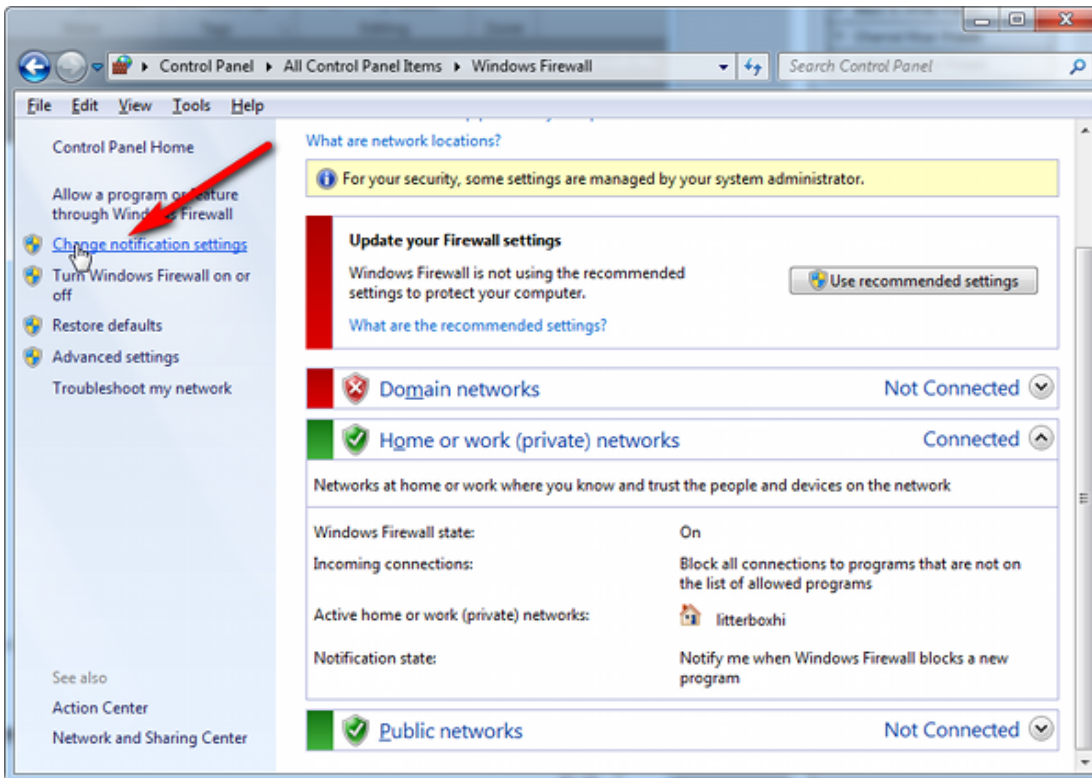 Control Panel All Control Panel Items Windows Firewall
Search Control Panel
File Edit View Tools Help
Control Panel Home
Allow a program or feature
through Windows Firewall
Change notification settings
Turn Windows Firewall on or
off
Restore defaults
Advanced settings
Troubleshoot my network
See also
Action Center
Network and Sharing Center
What are network locations?
For your security, some settings are managed by your system administrator.
Update your Firewall settings
Windows Firewall is not using the recommended
settings to protect your computer.
Use recommended settings
What are the recommended settings?
Domain networks Not Connected
Home or work (private) networks Connected
Networks at home or work where you know and trust the people and devices on the network
Windows Firewall state: On
Incoming connections: Block all connections to programs that are not on
the list of allowed programs
Active home or work (private) networks: litterboxhi
Notification state: Notify me when Windows Firewall blocks a new
program
Public networks Not Connected